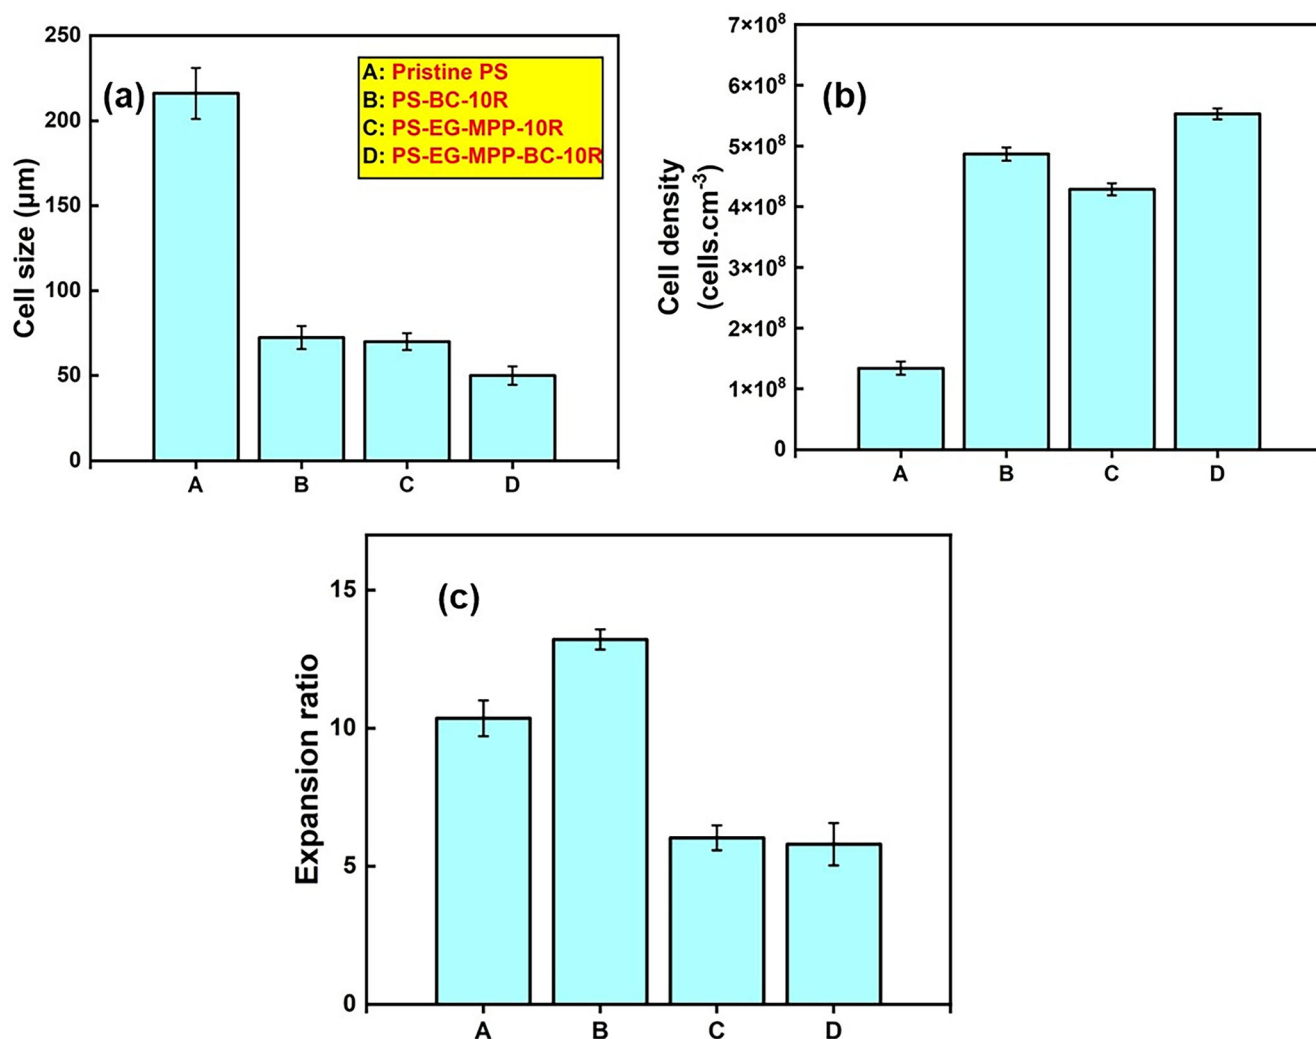 250
200
150
100
50
0
Cell size (μm)
(a)
A: Pristine PS
B: PS-BC-10R
C: PS-EG-MPP-10R
D: PS-EG-MPP-BC-10R
A B C D
7×10⁸
6×10⁸
5×10⁸
4×10⁸
3×10⁸
2×10⁸
1×10⁸
0
Cell density
(cells.cm⁻³)
(b)
A B C D
15
10
5
0
Expansion ratio
(c)
A B C D